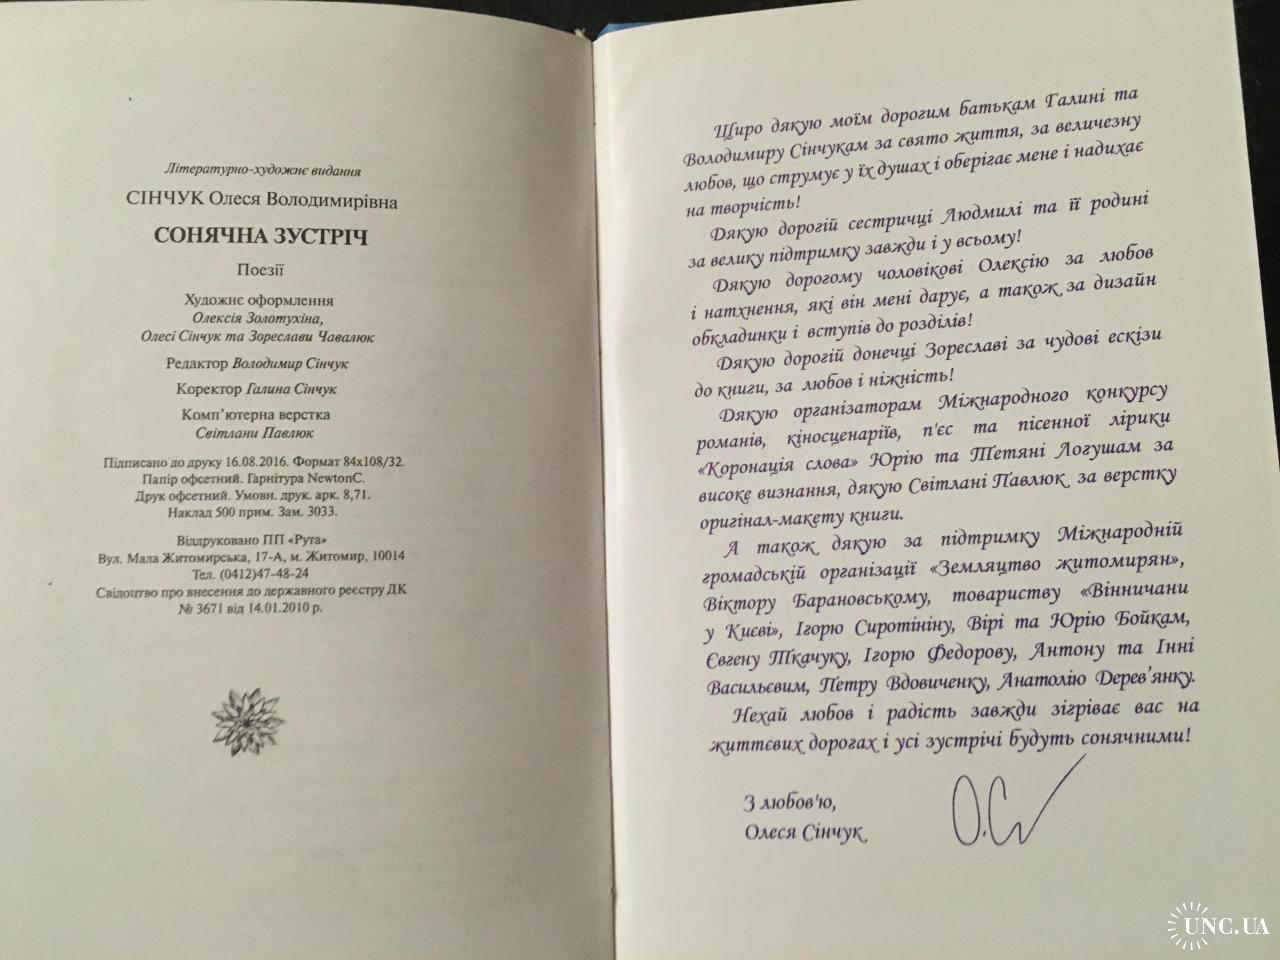 Літературно-художнє видання
СІНЧУК Олеся Володимирівна
СОНЯЧНА ЗУСТРІЧ
Поезії
Художнє оформлення
Олексія Золотухіна,
Олесі Сінчук та Зореслави Чавалюк
Редактор Володимир Сінчук
Коректор Галина Сінчук
Комп’ютерна верстка
Світлани Павлюк
Підписано до друку 16.08.2016. Формат 84х108/32.
Папір офсетний. Гарнітура NewtonC.
Друк офсетний. Умовн. друк. арк. 8,71.
Наклад 500 прим. Зам. 3033.
Віддруковано ПП «Рута»
Вул. Мала Житомирська, 17-А, м. Житомир, 10014
Тел. (0412)47-48-24
Свідоцтво про внесення до державного реєстру ДК
№ 3671 від 14.01.2010 р.
Щиро дякую моїм дорогим батькам Галині та
Володимиру Сінчукам за свято життя, за величезну
любов, що струмує у їх душах і оберігає мене і надихає
на творчість!
Дякую дорогій сестричці Людмилі та її родині
за велику підтримку завжди і у всьому!
Дякую дорогому чоловікові Олексію за любов
і натхнення, які він мені дарує, а також за дизайн
обкладинки і вступів до розділів!
Дякую дорогій донечці Зореславі за чудові ескізи
до книги, за любов і ніжність!
Дякую організаторам Міжнародного конкурсу
романів, кіносценаріїв, п'єс та пісенної лірики
«Коронація слова» Юрію та Тетяні Логушам за
високе визнання, дякую Світлані Павлюк за верстку
оригінал-макету книги.
А також дякую за підтримку Міжнародній
громадській організації «Земляцтво житомирян»,
Віктору Барановському, товариству «Вінничани
у Києві», Ігорю Сиротініну, Вірі та Юрію Бойкам,
Євгену Ткачуку, Ігорю Федорову, Антону та Інні
Васильєвим, Петру Вдовиченку, Анатолію Дерев’янку.
Нехай любов і радість завжди зігріває вас на
життєвих дорогах і усі зустрічі будуть сонячними!
З любов'ю,
Олеся Сінчук
UNC.UA